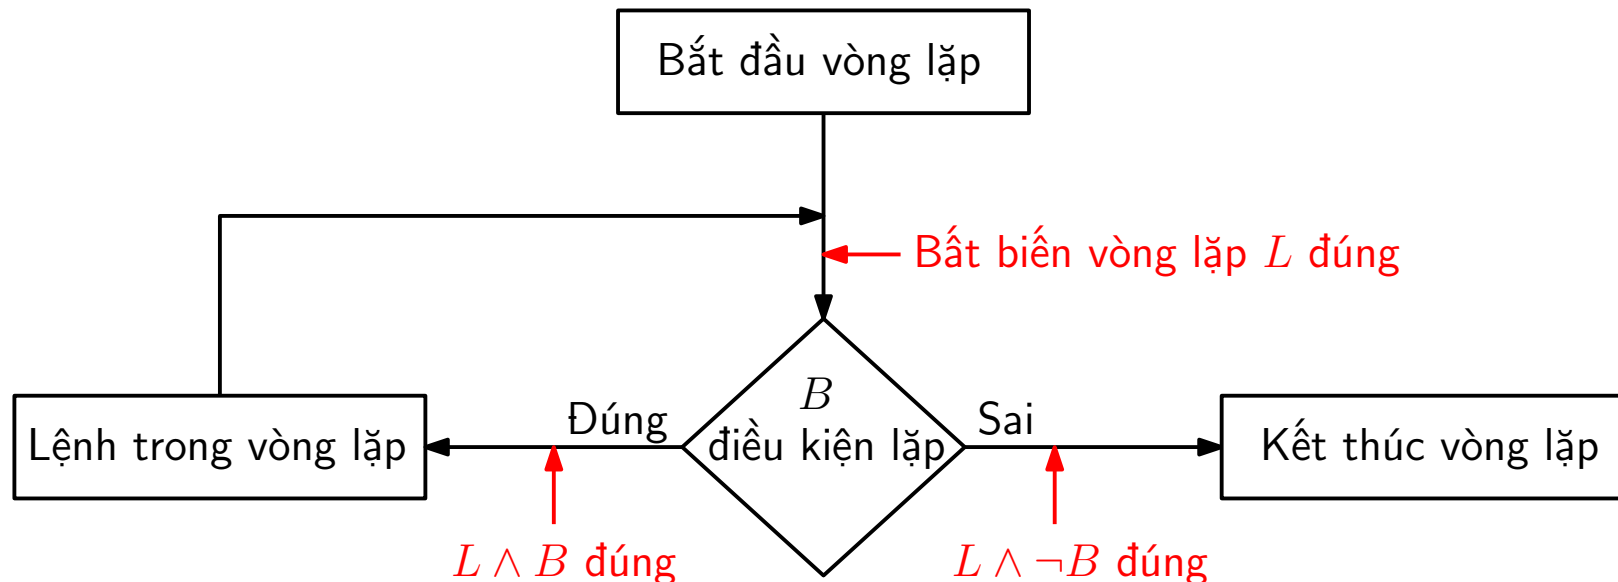 Bắt đầu vòng lặp
Bất biến vòng lặp L đúng
B
điều kiện lặp
Đúng
Sai
Lệnh trong vòng lặp
Kết thúc vòng lặp
L ∧ B đúng
L ∧ ¬B đúng